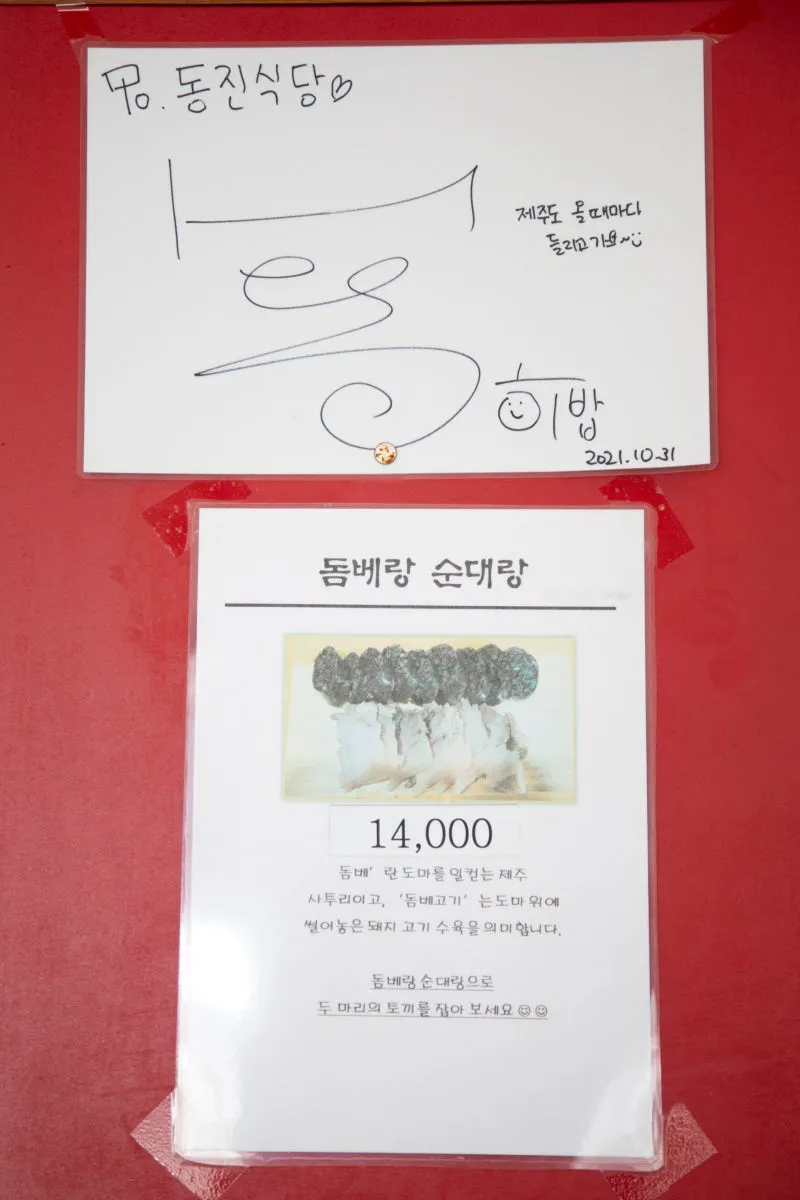 To. 동진식당♡
제주도 올때마다
들리고가요~
히밥
2021.10.31
돔베랑 순대랑
14,000
돔베’ 란 도마를 일컫는 제주
사투리이고, ‘돔베고기’ 는 도마 위에
썰어놓은 돼지 고기 수육을 의미합니다.
돔베랑 순대랑으로
두 마리의 토끼를 잡아 보세요☺☺